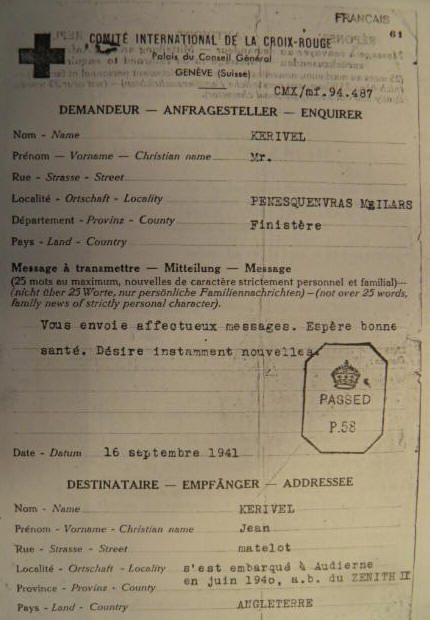 FRANCAIS
61
COMITÉ INTERNATIONAL DE LA CROIX-ROUGE
Palais du Conseil Général
GENÈVE (Suisse)
CMX/mf.94.487
DEMANDEUR — ANFRAGESTELLER — ENQUIRER
Nom - Name KERIVEL
Prénom — Vorname — Christian name Mr.
Rue - Strasse - Street
Localité - Ortschaft - Locality PENESQUENVRAS MgILARS
Département - Provinz - County Finistère
Pays - Land - Country
Message à transmettre — Mitteilung — Message
(25 mots au maximum, nouvelles de caractère strictement personnel et familial)—
(nicht über 25 Worte, nur persönliche Familiennachrichten)—(not over 25 words,
family news of strictly personal character).
Vous envoie affectueux messages. Espère bonne
santé. Désire instamment nouvelles.
PASSED
P.58
Date - Datum 16 septembre 1941
DESTINATAIRE — EMPFÄNGER — ADDRESSEE
Nom - Name KERIVEL
Prénom - Vorname - Christian name Jean
Rue - Strasse - Street matelot
Localité - Ortschaft - Locality s'est embarqué à Audierne
Province - Provinz - County en juin 1940, a.b. du ZENITH II
Pays - Land - Country ANGLETERRE